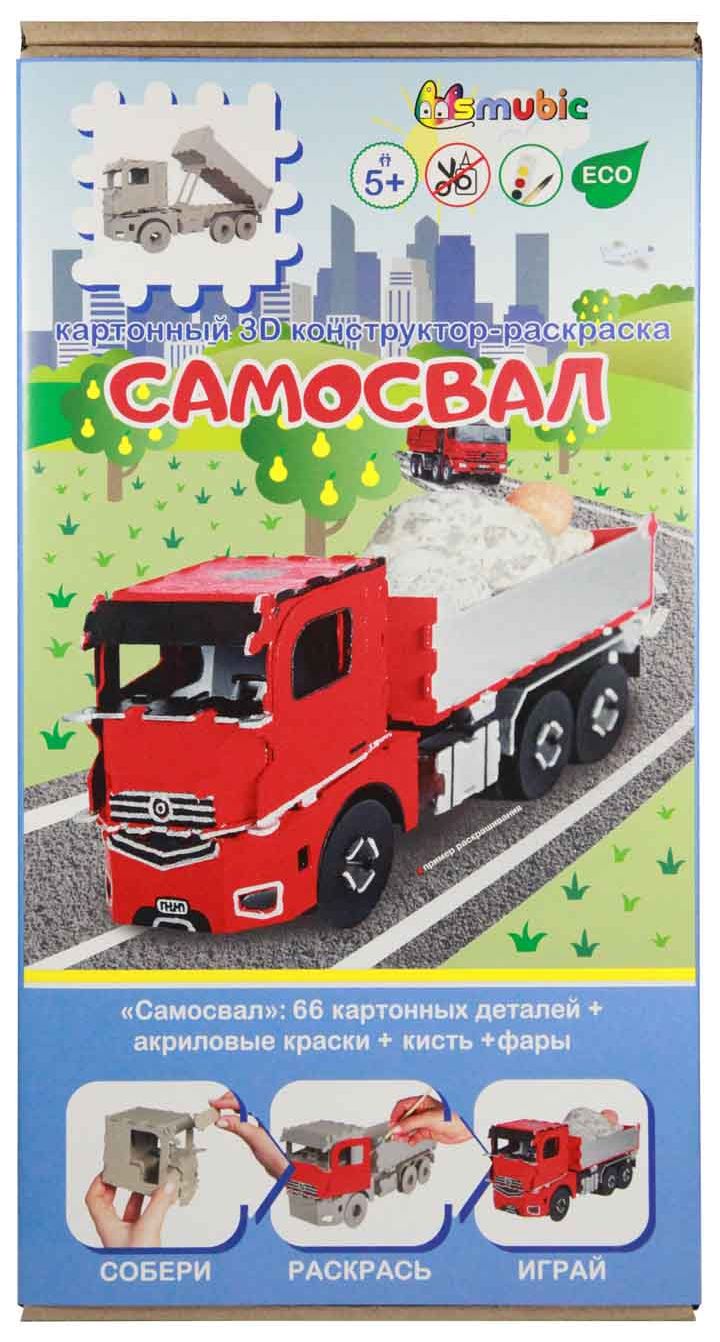 smubic
5+
ECO
картонный 3D конструктор-раскраска
САМОСВАЛ
пример раскрашивания
«Самосвал»: 66 картонных деталей +
акриловые краски + кисть +фары
СОБЕРИ
РАСКРАСЬ
ИГРАЙ